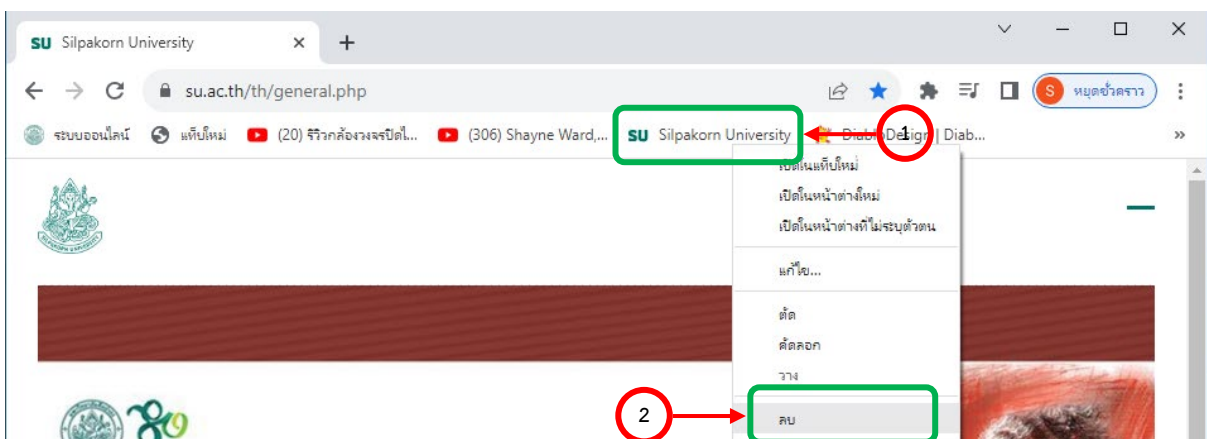 SU Silpakorn University
su.ac.th/th/general.php
S หยุดชั่วคราว
ระบบออนไลน์ แท็บใหม่ (20) รีวิวกล้องวงจรปิดไ... (306) Shayne Ward,... SU Silpakorn University DiabloDesign | Diab...
1
เปิดในแท็บใหม่
เปิดในหน้าต่างใหม่
เปิดในหน้าต่างที่ไม่ระบุตัวตน
แก้ไข...
ตัด
คัดลอก
วาง
2
ลบ